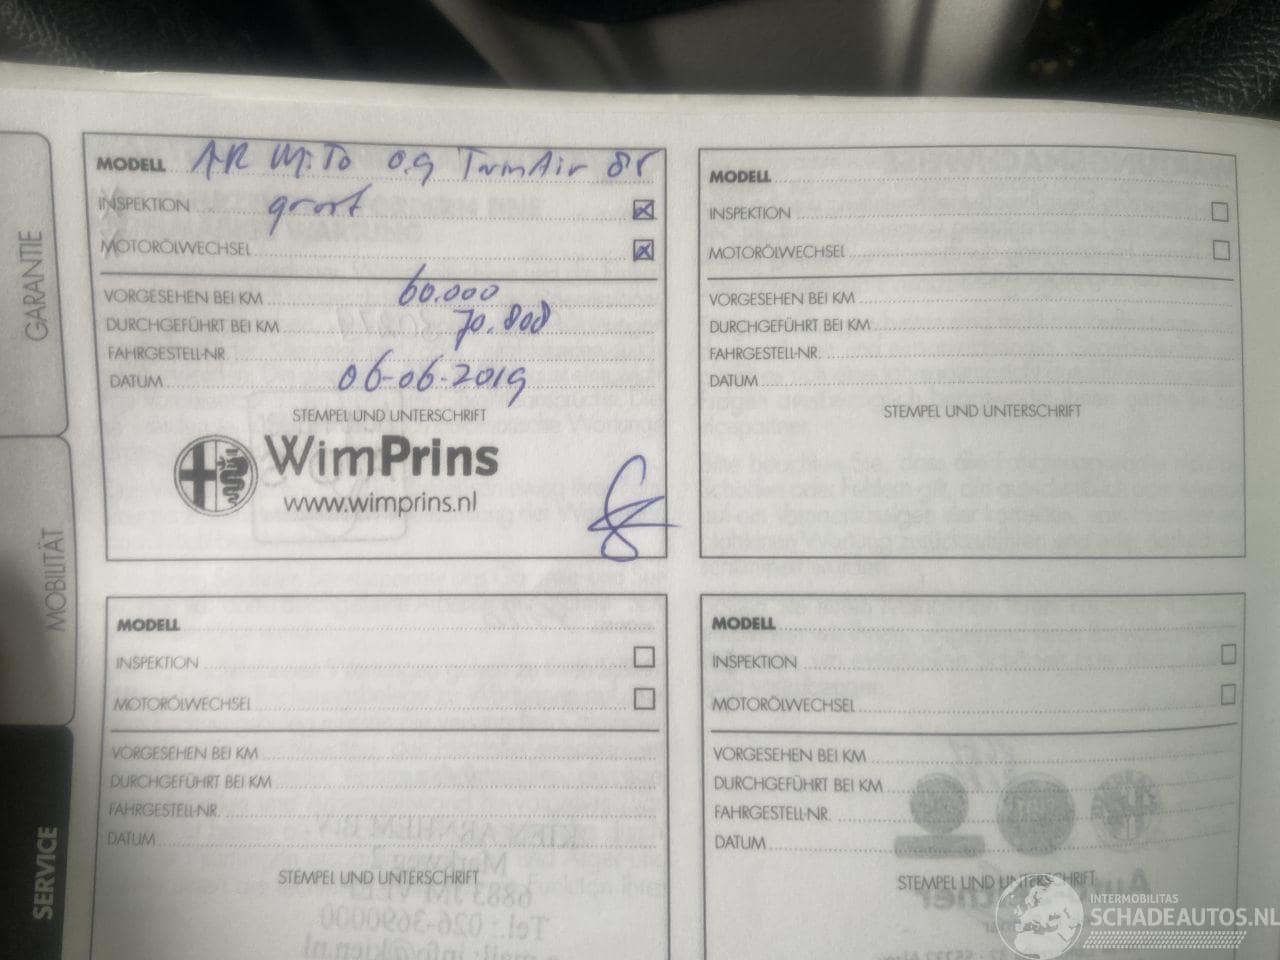 GARANTIE
MOBILITÄT
SERVICE
MODELL AR MiTo 0.9 TwinAir 85
INSPEKTION groot
MOTORÖLWECHSEL
VORGESEHEN BEI KM 60.000
DURCHGEFÜHRT BEI KM 70.808
FAHRGESTELL-NR.
DATUM 06-06-2019
STEMPEL UND UNTERSCHRIFT
WimPrins
www.wimprins.nl
MODELL
INSPEKTION
MOTORÖLWECHSEL
VORGESEHEN BEI KM
DURCHGEFÜHRT BEI KM
FAHRGESTELL-NR.
DATUM
STEMPEL UND UNTERSCHRIFT
MODELL
INSPEKTION
MOTORÖLWECHSEL
VORGESEHEN BEI KM
DURCHGEFÜHRT BEI KM
FAHRGESTELL-NR.
DATUM
STEMPEL UND UNTERSCHRIFT
MODELL
INSPEKTION
MOTORÖLWECHSEL
VORGESEHEN BEI KM
DURCHGEFÜHRT BEI KM
FAHRGESTELL-NR.
DATUM
STEMPEL UND UNTERSCHRIFT
INTERMOBILITAS
SCHADEAUTOS.NL